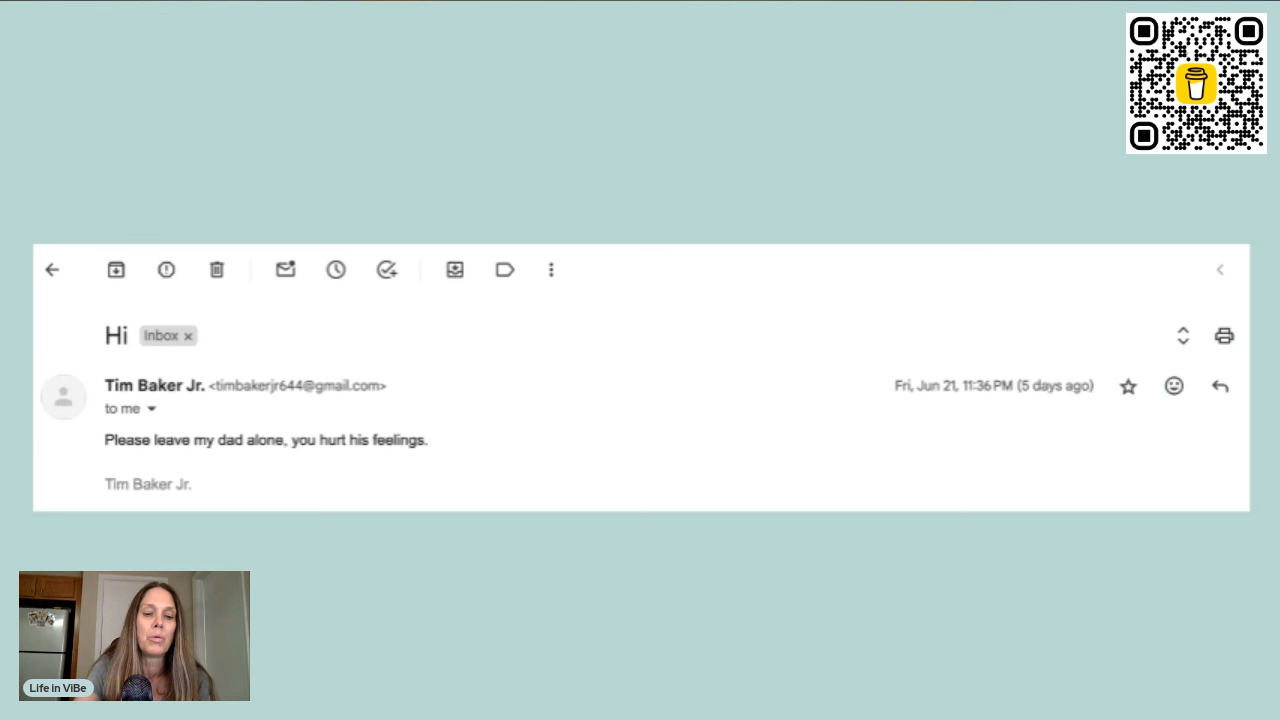 Hi Inbox x
Tim Baker Jr. <timbakerjr644@gmail.com> Fri, Jun 21, 11:36 PM (5 days ago)
to me
Please leave my dad alone, you hurt his feelings.
Tim Baker Jr.
Life in ViBe